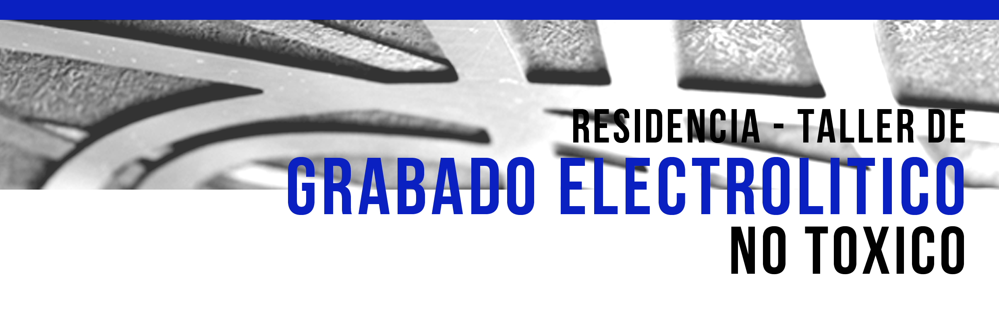 RESIDENCIA - TALLER DE
GRABADO ELECTROLITICO
NO TOXICO